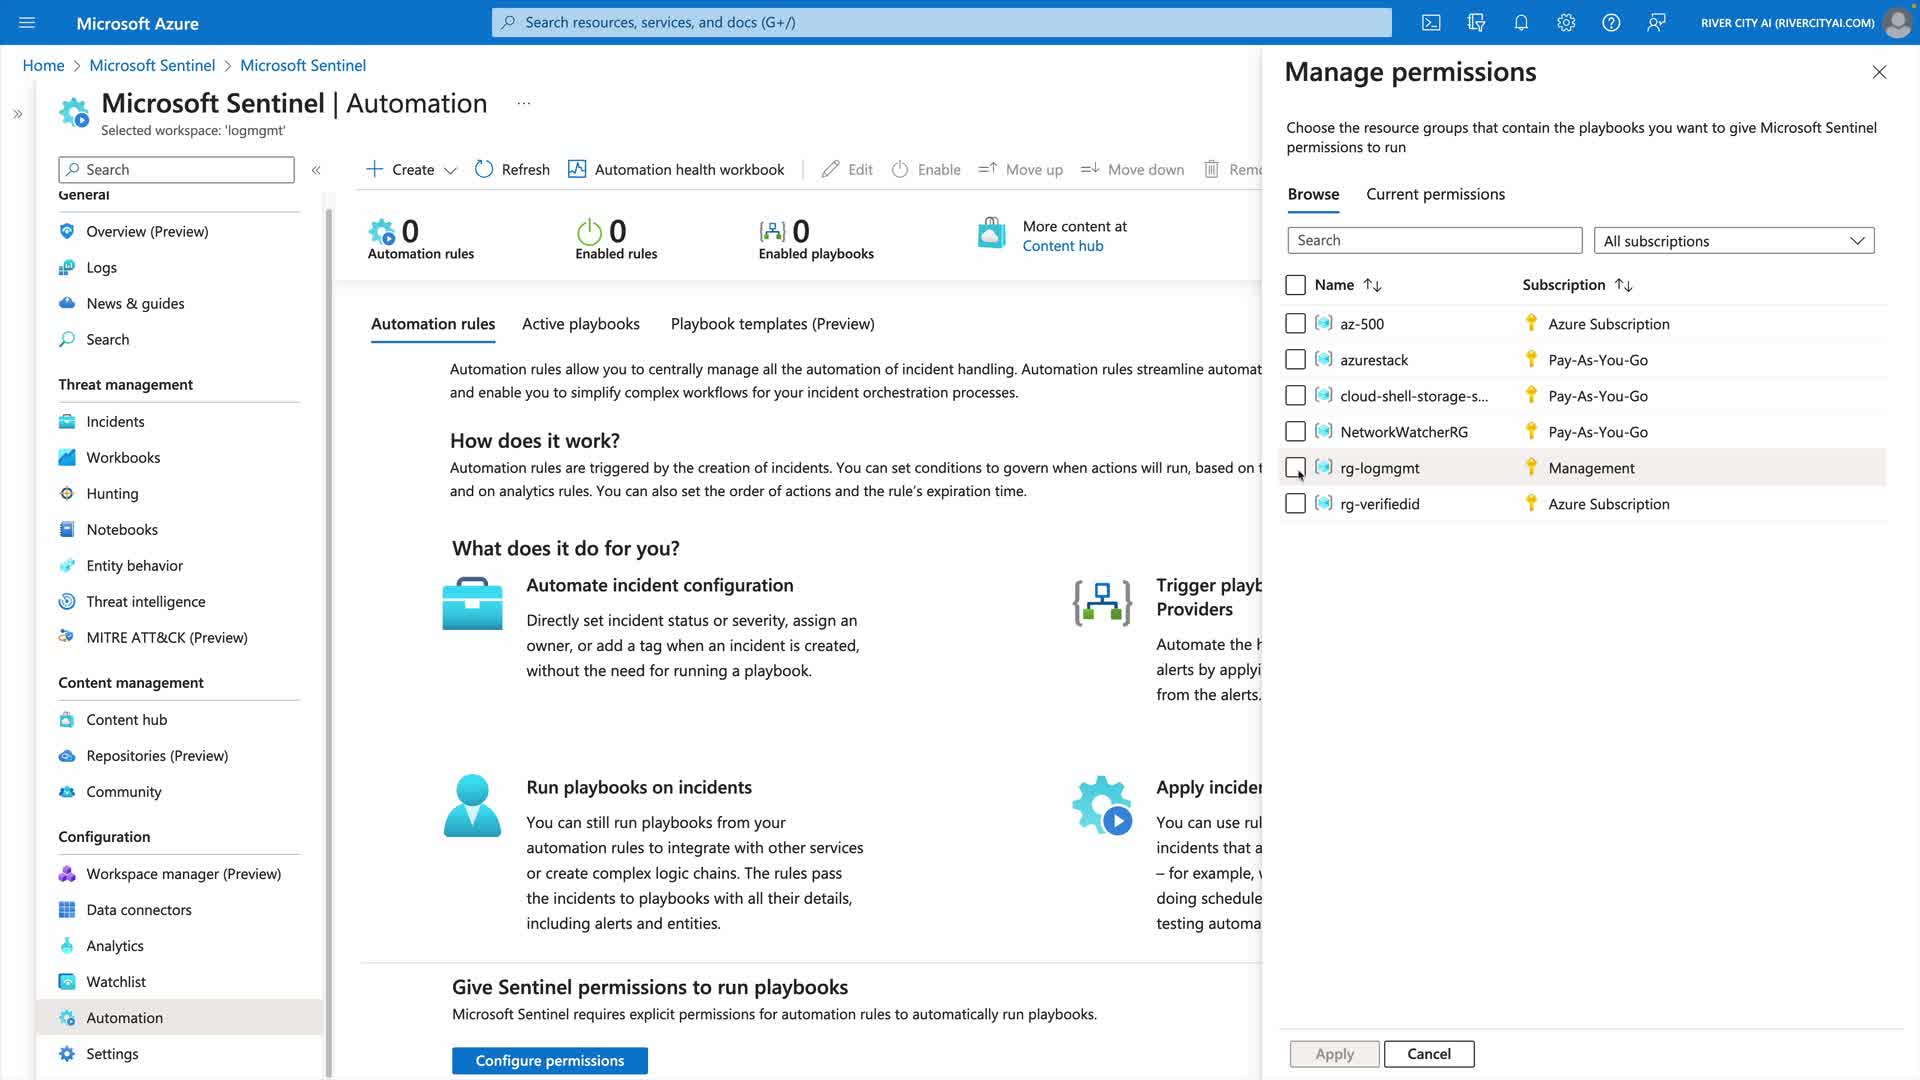 Microsoft Azure
Search resources, services, and docs (G+/)
RIVER CITY AI (RIVERCITYAI.COM)
Home > Microsoft Sentinel > Microsoft Sentinel
Microsoft Sentinel | Automation ...
Selected workspace: 'logmgmt'
Search
General
Overview (Preview)
Logs
News & guides
Search
Threat management
Incidents
Workbooks
Hunting
Notebooks
Entity behavior
Threat intelligence
MITRE ATT&CK (Preview)
Content management
Content hub
Repositories (Preview)
Community
Configuration
Workspace manager (Preview)
Data connectors
Analytics
Watchlist
Automation
Settings
Create Refresh Automation health workbook Edit Enable Move up Move down Remo
0
Automation rules
0
Enabled rules
0
Enabled playbooks
More content at
Content hub
Automation rules Active playbooks Playbook templates (Preview)
Automation rules allow you to centrally manage all the automation of incident handling. Automation rules streamline automat
and enable you to simplify complex workflows for your incident orchestration processes.
How does it work?
Automation rules are triggered by the creation of incidents. You can set conditions to govern when actions will run, based on t
and on analytics rules. You can also set the order of actions and the rule's expiration time.
What does it do for you?
Automate incident configuration
Directly set incident status or severity, assign an
owner, or add a tag when an incident is created,
without the need for running a playbook.
Trigger playb
Providers
Automate the h
alerts by applyi
from the alerts.
Run playbooks on incidents
You can still run playbooks from your
automation rules to integrate with other services
or create complex logic chains. The rules pass
the incidents to playbooks with all their details,
including alerts and entities.
Apply incider
You can use rul
incidents that a
– for example, w
doing schedule
testing automa
Give Sentinel permissions to run playbooks
Microsoft Sentinel requires explicit permissions for automation rules to automatically run playbooks.
Configure permissions
Manage permissions
Choose the resource groups that contain the playbooks you want to give Microsoft Sentinel
permissions to run
Browse Current permissions
Search All subscriptions
Name Subscription
az-500 Azure Subscription
azurestack Pay-As-You-Go
cloud-shell-storage-s... Pay-As-You-Go
NetworkWatcherRG Pay-As-You-Go
rg-logmgmt Management
rg-verifiedid Azure Subscription
Apply Cancel